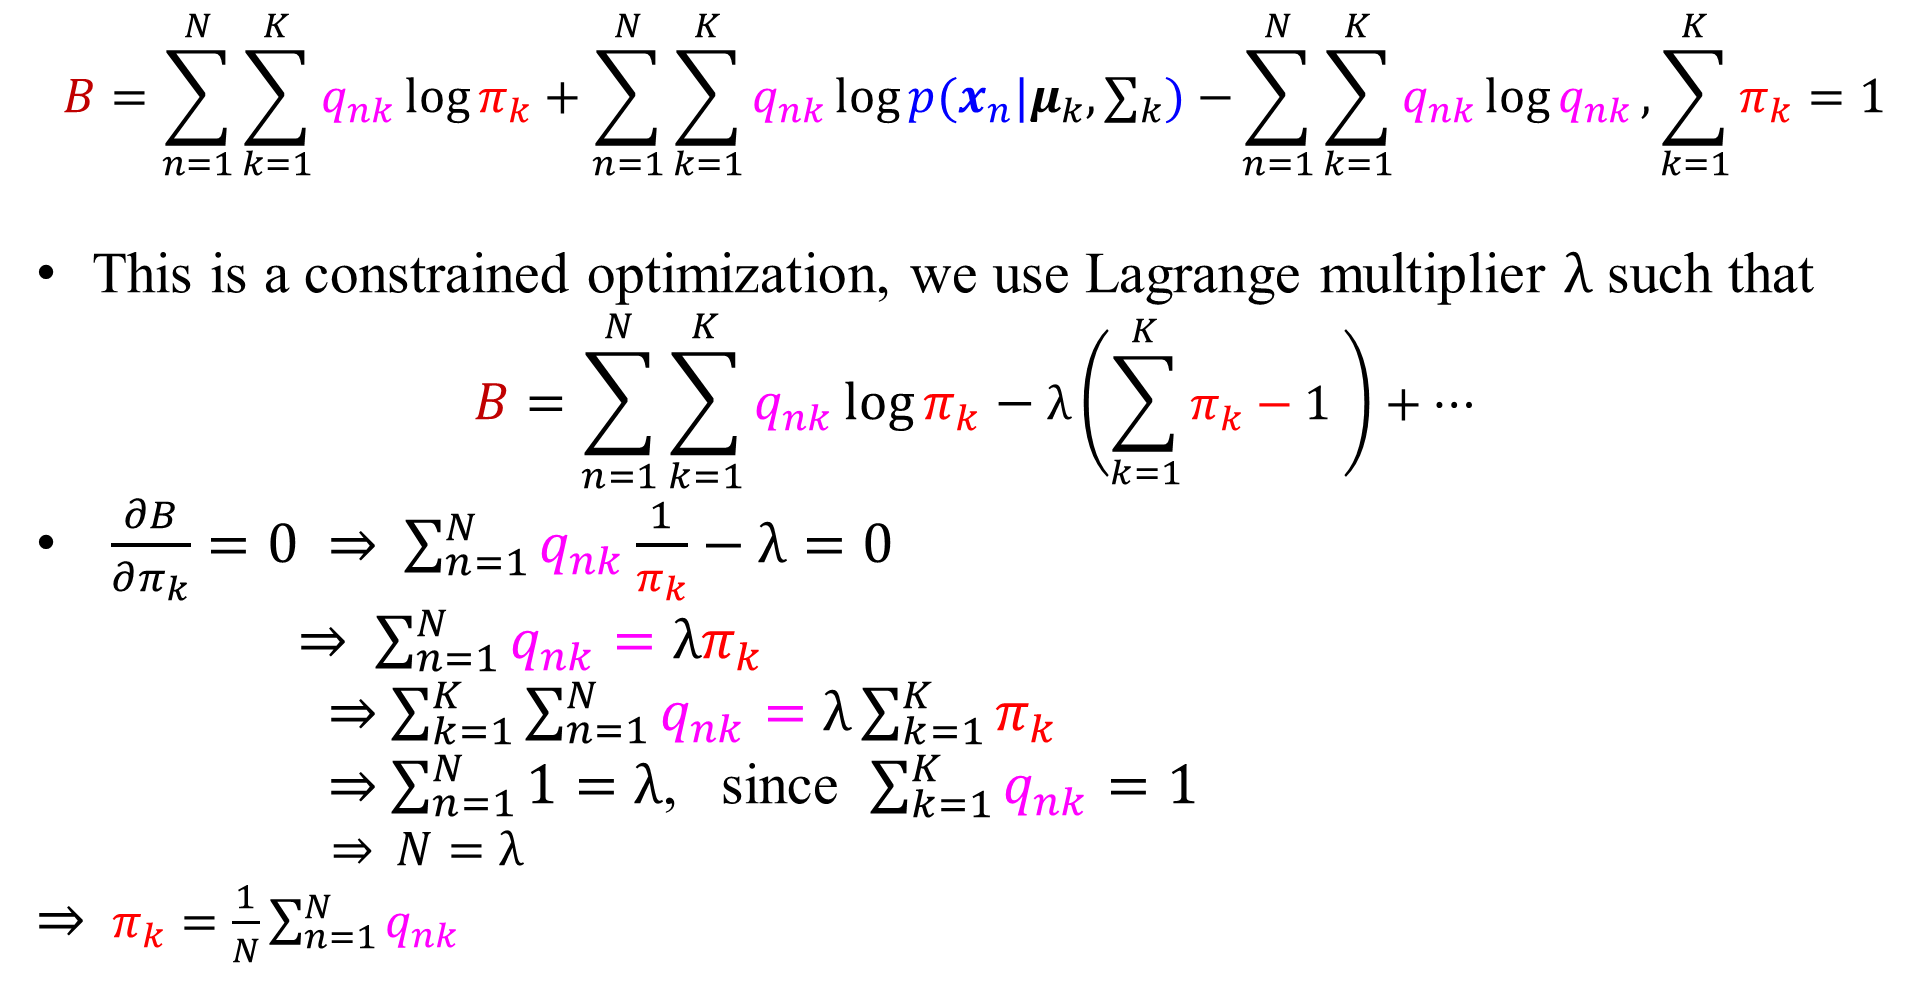 B = ∑_{n=1}^{N} ∑_{k=1}^{K} q_{nk} log π_k + ∑_{n=1}^{N} ∑_{k=1}^{K} q_{nk} log p(x_n|μ_k, ∑_k) − ∑_{n=1}^{N} ∑_{k=1}^{K} q_{nk} log q_{nk} , ∑_{k=1}^{K} π_k = 1
• This is a constrained optimization, we use Lagrange multiplier λ such that
B = ∑_{n=1}^{N} ∑_{k=1}^{K} q_{nk} log π_k − λ ( ∑_{k=1}^{K} π_k − 1 ) + ⋯
• ∂B/∂π_k = 0 ⇒ ∑_{n=1}^{N} q_{nk} 1/π_k − λ = 0
⇒ ∑_{n=1}^{N} q_{nk} = λπ_k
⇒ ∑_{k=1}^{K} ∑_{n=1}^{N} q_{nk} = λ ∑_{k=1}^{K} π_k
⇒ ∑_{n=1}^{N} 1 = λ, since ∑_{k=1}^{K} q_{nk} = 1
⇒ N = λ
⇒ π_k = 1/N ∑_{n=1}^{N} q_{nk}